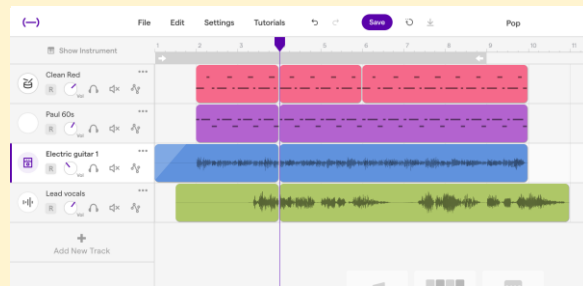 File Edit Settings Tutorials Save Pop
Show Instrument
1 2 3 5 6 7 8 9 10 11
Clean Red
R
Paul 60s
R
Electric guitar 1
R
Lead vocals
R
Add New Track